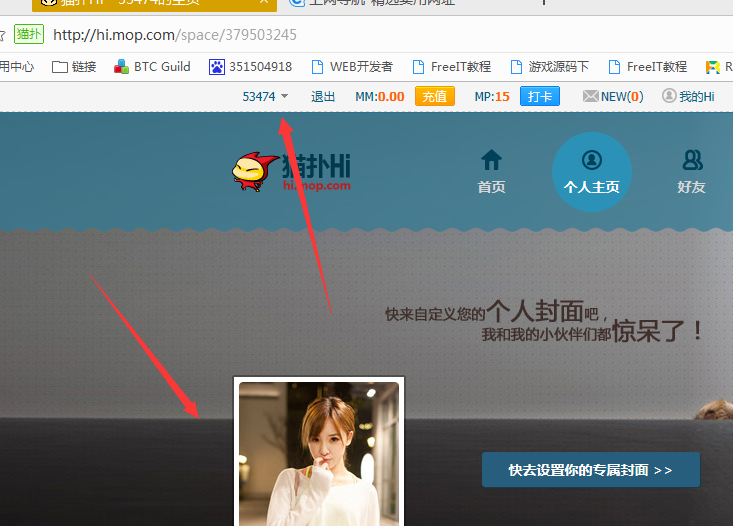 猫扑Hi - 53474的主页 × 上网导航-精选实用网址
猫扑 http://hi.mop.com/space/379503245
用中心 链接 BTC Guild 351504918 WEB开发者 FreeIT教程 游戏源码下 FreeIT教程 R
53474 退出 MM:0.00 充值 MP:15 打卡 NEW(0) 我的Hi
猫扑Hi
hi.mop.com
首页 个人主页 好友
快来自定义您的个人封面吧，
我和我的小伙伴们都惊呆了！
快去设置你的专属封面 >>